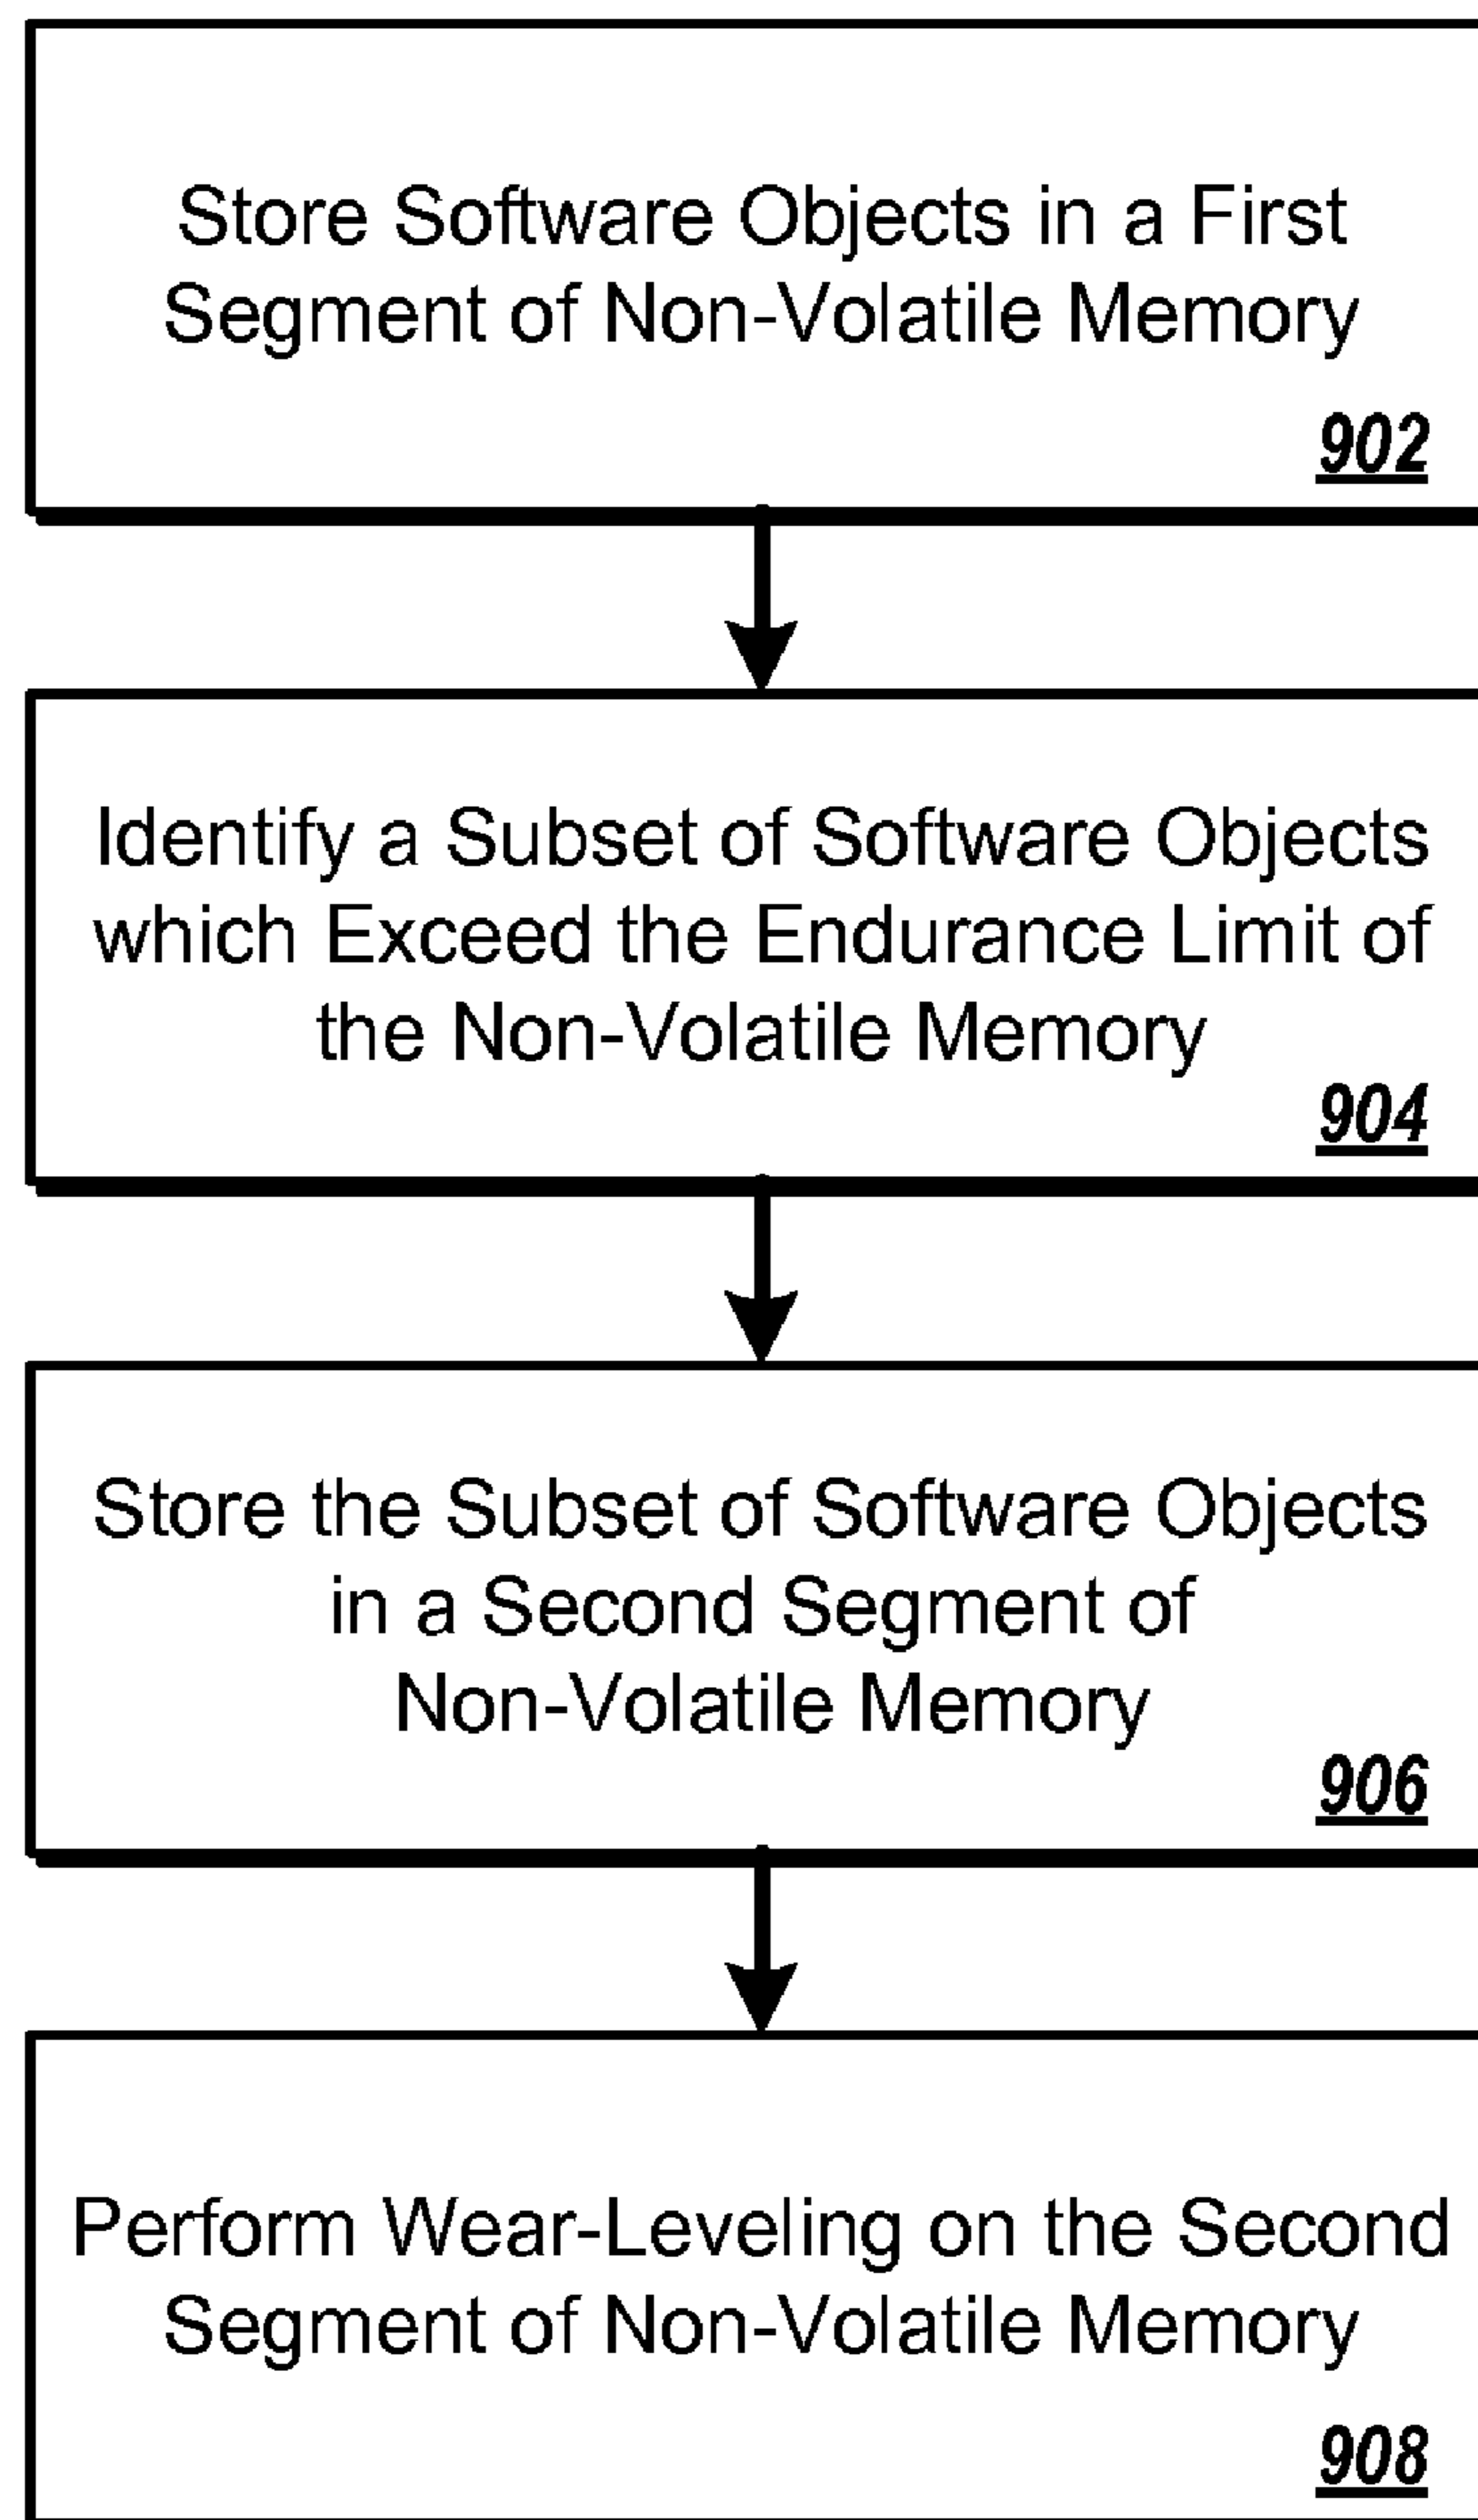 Store Software Objects in a First
Segment of Non-Volatile Memory
902
Identify a Subset of Software Objects
which Exceed the Endurance Limit of
the Non-Volatile Memory
904
Store the Subset of Software Objects
in a Second Segment of
Non-Volatile Memory
906
Perform Wear-Leveling on the Second
Segment of Non-Volatile Memory
908